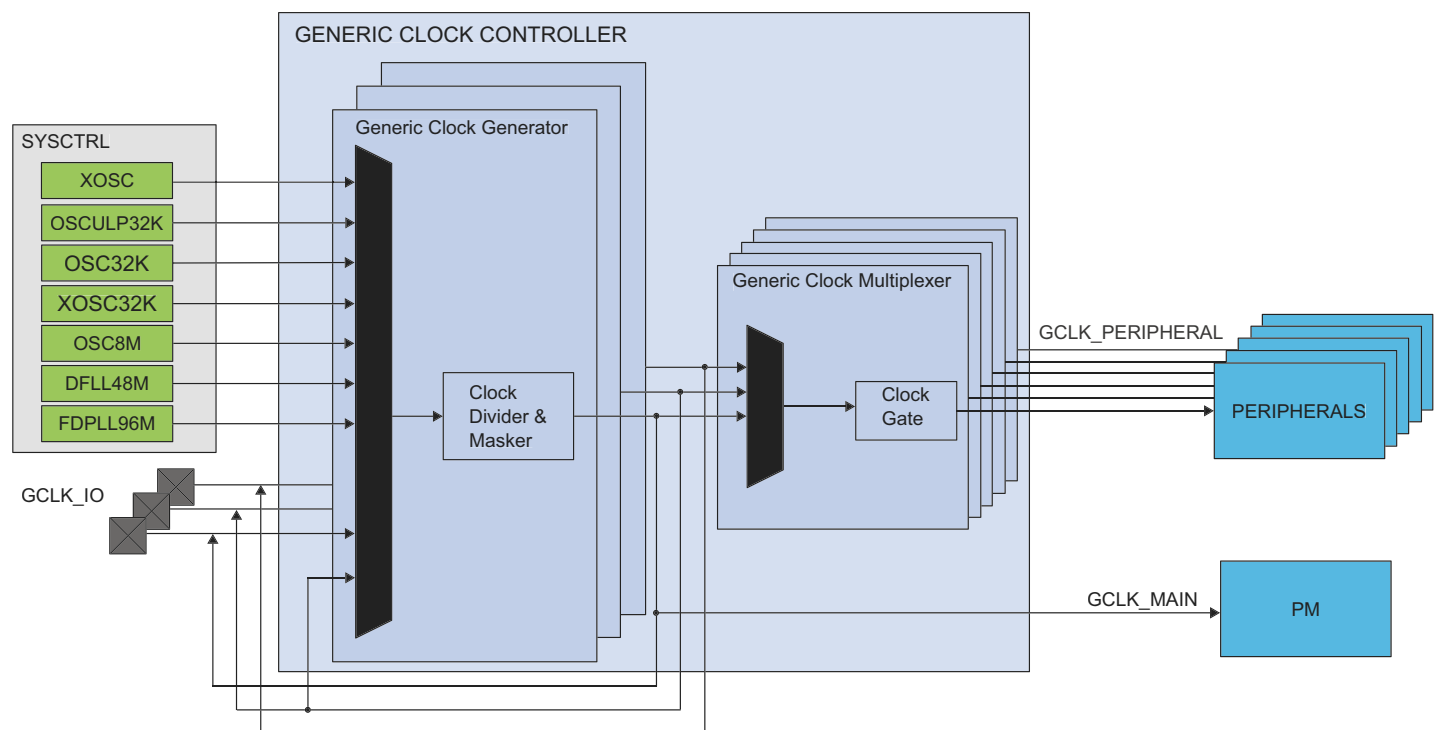 GENERIC CLOCK CONTROLLER
Generic Clock Generator
SYSCTRL
XOSC
OSCULP32K
OSC32K
XOSC32K
OSC8M
DFLL48M
FDPLL96M
GCLK_IO
Clock
Divider &
Masker
Generic Clock Multiplexer
Clock
Gate
GCLK_PERIPHERAL
PERIPHERALS
GCLK_MAIN
PM